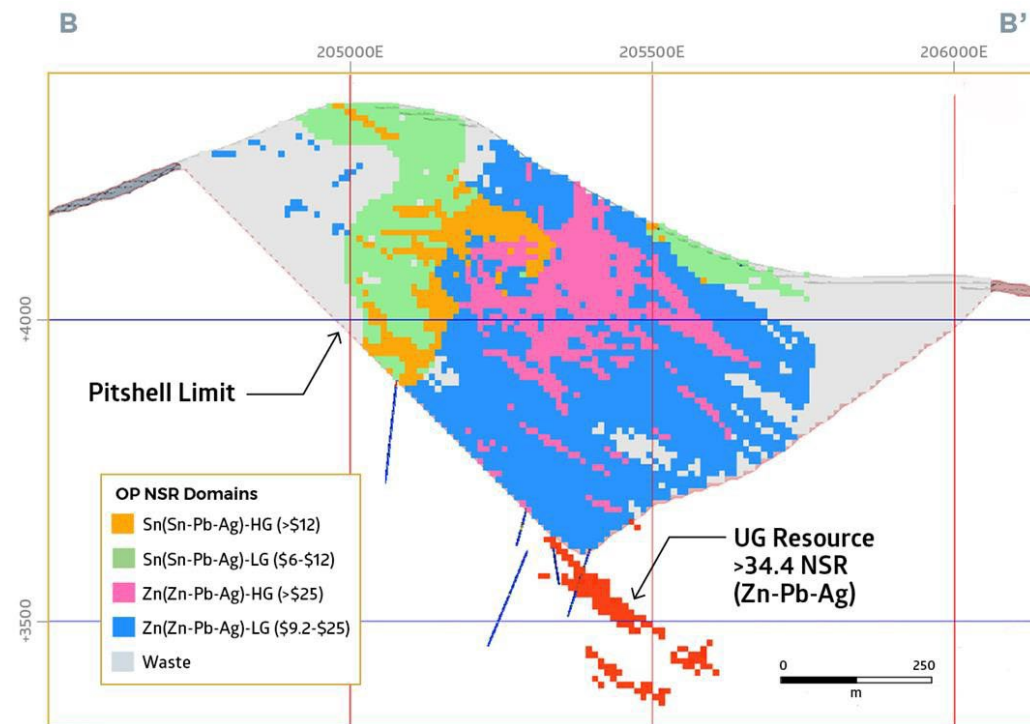 B
B'
205000E
205500E
206000E
+4000
Pitshell Limit
OP NSR Domains
Sn(Sn-Pb-Ag)-HG (>$12)
Sn(Sn-Pb-Ag)-LG ($6-$12)
Zn(Zn-Pb-Ag)-HG (>$25)
Zn(Zn-Pb-Ag)-LG ($9.2-$25)
Waste
UG Resource
>34.4 NSR
(Zn-Pb-Ag)
+3500
0
250
m